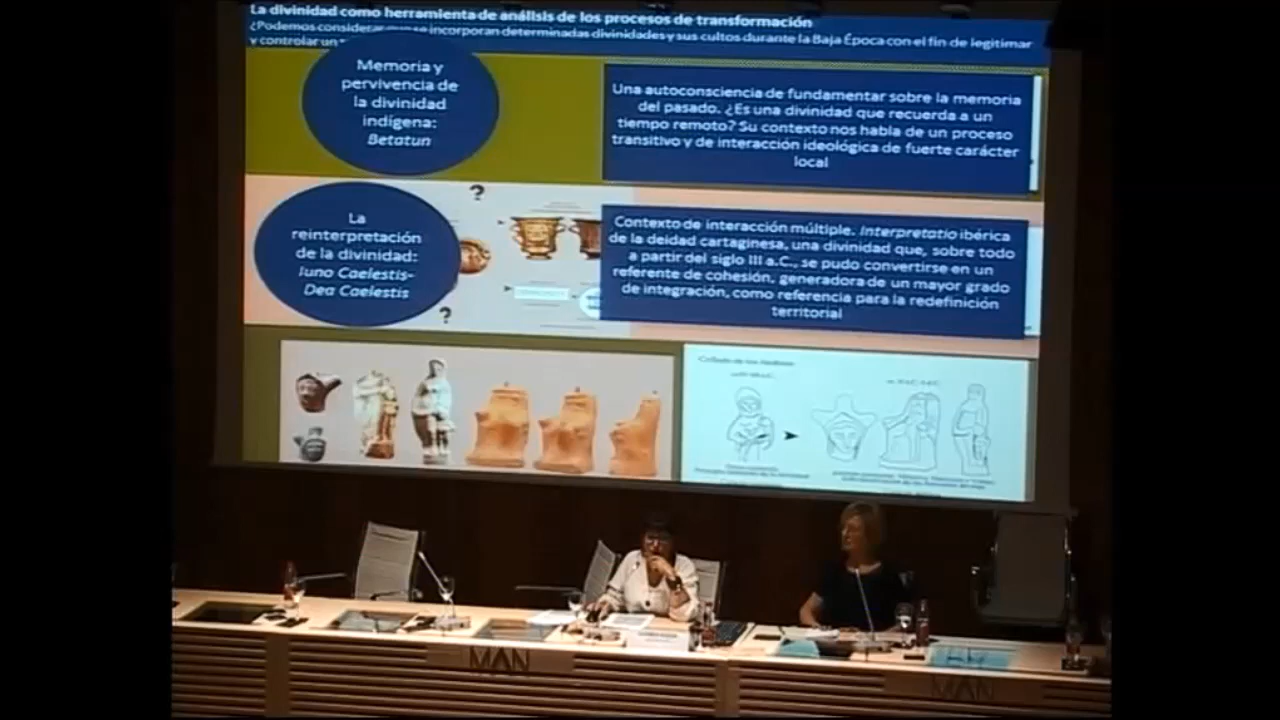 La divinidad como herramienta de análisis de los procesos de transformación
¿Podemos considerar que se incorporan determinadas divinidades y sus cultos durante la Baja Época con el fin de legitimar
y controlar un
Memoria y
pervivencia de
la divinidad
indígena:
Betatun
Una autoconsciencia de fundamentar sobre la memoria
del pasado. ¿Es una divinidad que recuerda a un
tiempo remoto? Su contexto nos habla de un proceso
transitivo y de interacción ideológica de fuerte carácter
local
La
reinterpretación
de la divinidad:
Iuno Caelestis-
Dea Caelestis
?
?
Contexto de interacción múltiple. Interpretatio ibérica
de la deidad cartaginesa, una divinidad que, sobre todo
a partir del siglo III a.C., se pudo convertirse en un
referente de cohesión, generadora de un mayor grado
de integración, como referencia para la redefinición
territorial
MAN
MAN